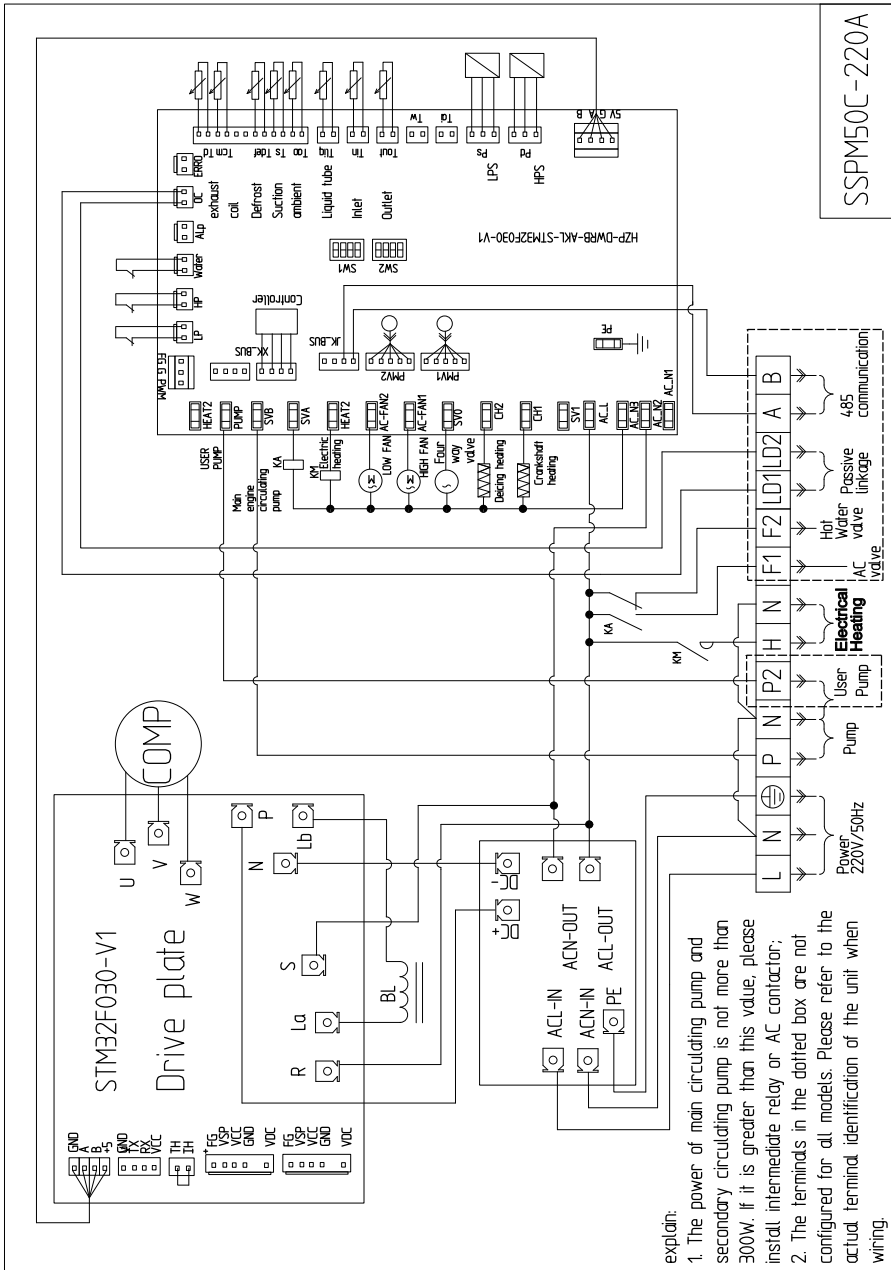 SSPM50C-220A
STM32F030-V1
Drive plate
GND
A
B
+5
GND
TX
RX
VCC
TH
IH
+FG
VSP
VCC
GND
VDC
FG
VSP
VCC
GND
VDC
U
V
W
COMP
R
La
S
N
Lb
P
BL
DC+
DC-
ACL-IN
ACN-IN
PE
ACN-OUT
ACL-OUT
HZP-DWRB-AKL-STM32F030-V1
FG G PWM
LP
HP
Water
ALp
OC
ERRO
Td
Tcm
Tdef
Ts
Tao
Tliq
Tin
Tout
Tw
Tai
Ps
Pd
LPS
HPS
5V G A B
exhaust
coil
Defrost
Suction
ambient
Liquid tube
Inlet
Outlet
SW1
SW2
XK_BUS
Controller
JK_BUS
PMV2
PMV1
PE
HEAT2
PUMP
SVB
SVA
HEAT2
AC-FAN2
AC-FAN1
SV0
CH2
CH1
SV1
AC_L
AC_N3
AC_N2
AC_N1
USER
PUMP
Main
engine
circulating
pump
KA
KM
Electric
heating
LOW FAN
HIGH FAN
Four
way
valve
Deicing heating
Crankshaft
heating
KA
KM
L
N
P
N
P2
H
N
F1
F2
LD1
LD2
A
B
Power
220V/50Hz
Pump
User
Pump
Electrical
Heating
AC
valve
Hot
Water
valve
Passive
linkage
485
communication
explain:
1. The power of main circulating pump and
secondary circulating pump is not more than
300W. If it is greater than this value, please
install intermediate relay or AC contactor;
2. The terminals in the dotted box are not
configured for all models. Please refer to the
actual terminal identification of the unit when
wiring.